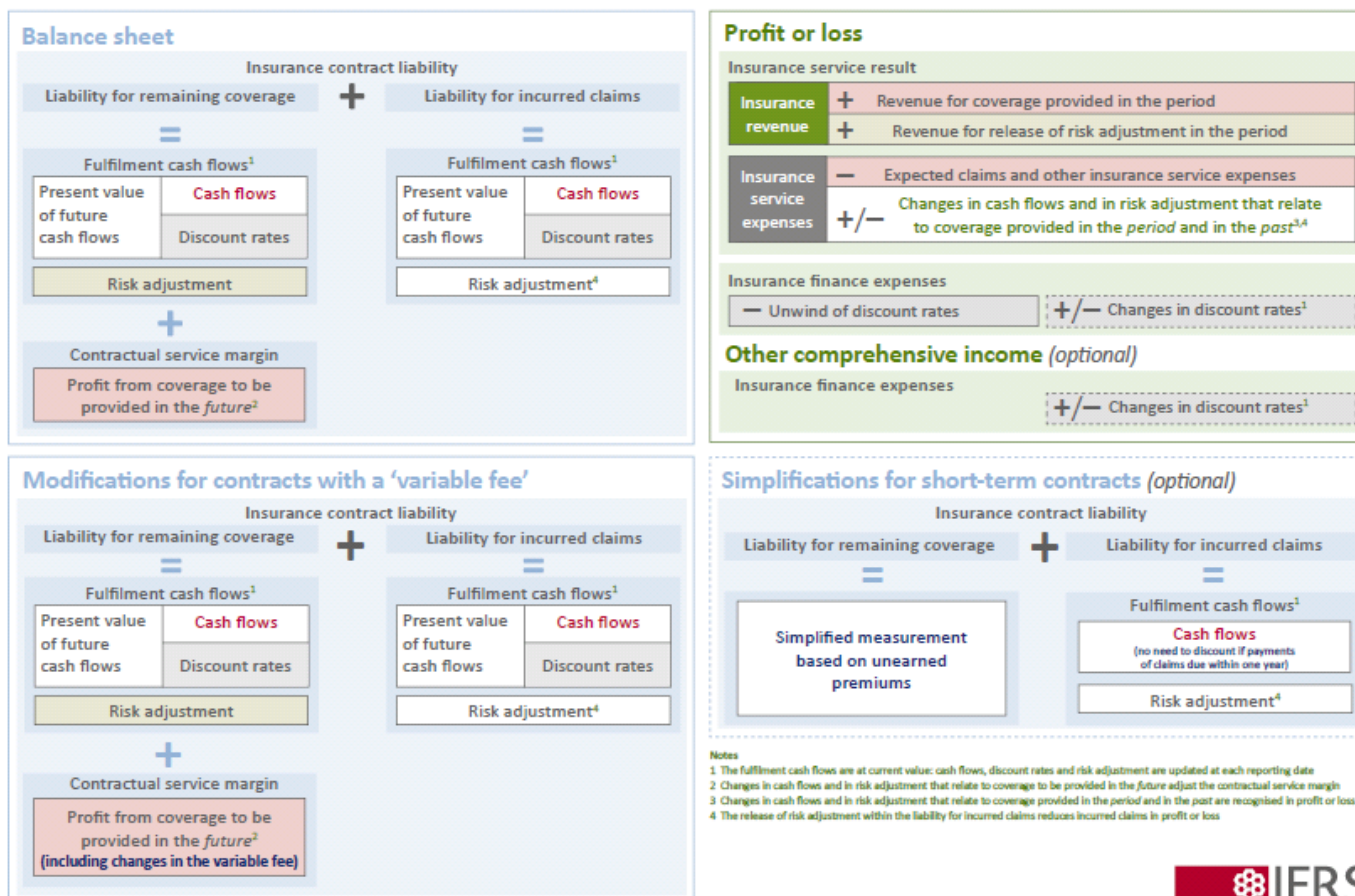 Balance sheet
Insurance contract liability
Liability for remaining coverage + Liability for incurred claims
= =
Fulfilment cash flows¹
Present value of future cash flows
Cash flows
Discount rates
Risk adjustment
+
Contractual service margin
Profit from coverage to be
provided in the future²
Fulfilment cash flows¹
Present value
of future
cash flows
Cash flows
Discount rates
Risk adjustment⁴
Profit or loss
Insurance service result
Insurance
revenue
+ Revenue for coverage provided in the period
+ Revenue for release of risk adjustment in the period
Insurance
service
expenses
− Expected claims and other insurance service expenses
+/− Changes in cash flows and in risk adjustment that relate
to coverage provided in the period and in the past³,⁴
Insurance finance expenses
− Unwind of discount rates
+/− Changes in discount rates¹
Other comprehensive income (optional)
Insurance finance expenses
+/− Changes in discount rates¹
Modifications for contracts with a ‘variable fee’
Insurance contract liability
Liability for remaining coverage + Liability for incurred claims
= =
Fulfilment cash flows¹
Present value
of future
cash flows
Cash flows
Discount rates
Risk adjustment
+
Contractual service margin
Profit from coverage to be
provided in the future²
(including changes in the variable fee)
Fulfilment cash flows¹
Present value
of future
cash flows
Cash flows
Discount rates
Risk adjustment⁴
Simplifications for short-term contracts (optional)
Insurance contract liability
Liability for remaining coverage + Liability for incurred claims
= =
Simplified measurement
based on unearned
premiums
Fulfilment cash flows¹
Cash flows
(no need to discount if payments
of claims due within one year)
Risk adjustment⁴
Notes
1 The fulfilment cash flows are at current value: cash flows, discount rates and risk adjustment are updated at each reporting date
2 Changes in cash flows and in risk adjustment that relate to coverage to be provided in the future adjust the contractual service margin
3 Changes in cash flows and in risk adjustment that relate to coverage provided in the period and in the past are recognised in profit or loss
4 The release of risk adjustment within the liability for incurred claims reduces incurred claims in profit or loss
IFRS